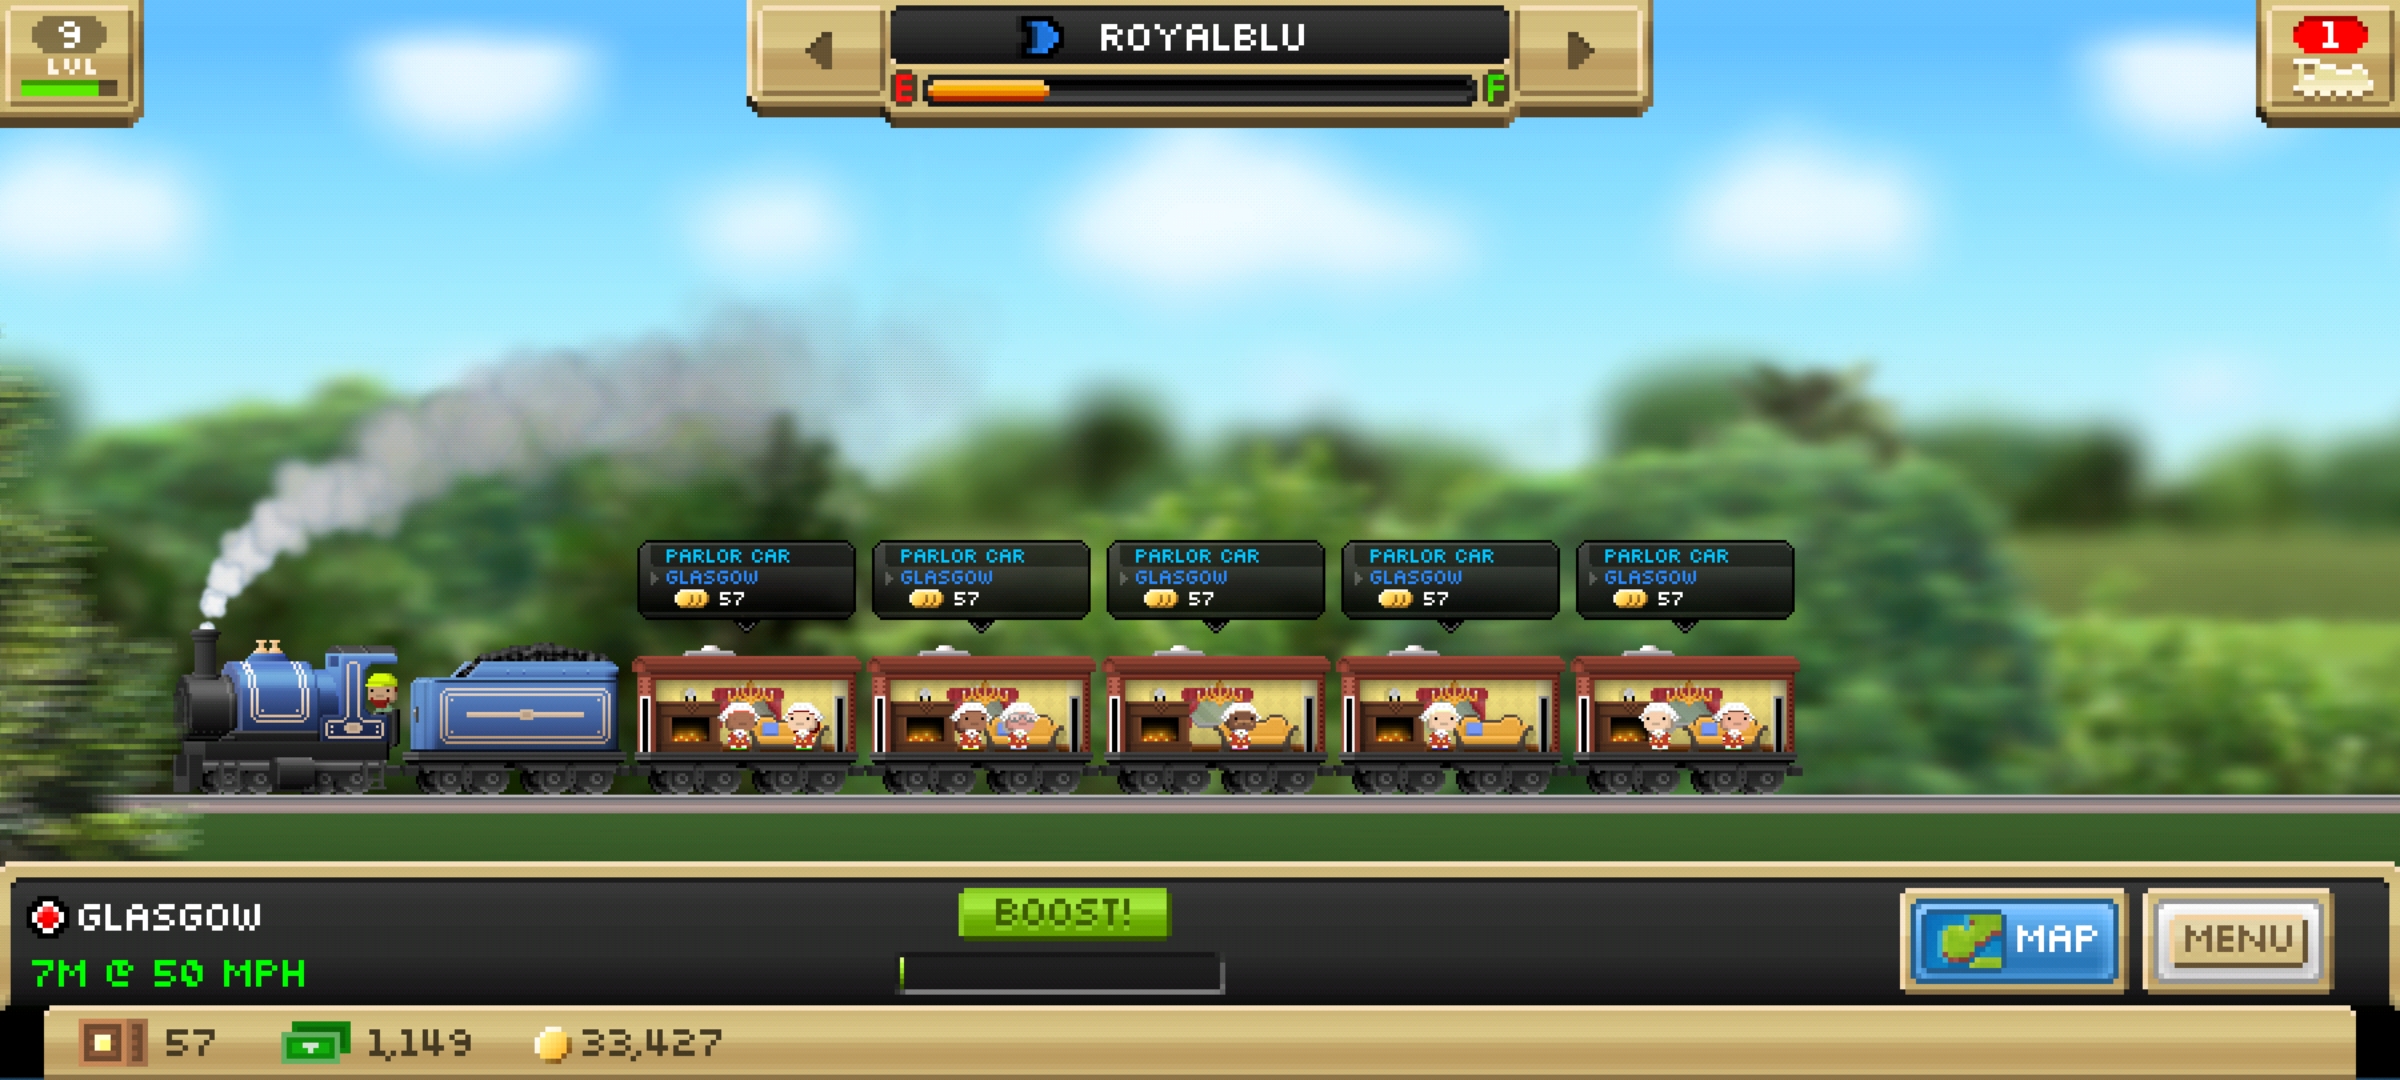 9
LVL
ROYALBLU
E
F
1
PARLOR CAR
GLASGOW
57
PARLOR CAR
GLASGOW
57
PARLOR CAR
GLASGOW
57
PARLOR CAR
GLASGOW
57
PARLOR CAR
GLASGOW
57
GLASGOW
7M @ 50 MPH
BOOST!
MAP
MENU
57
1,149
33,427